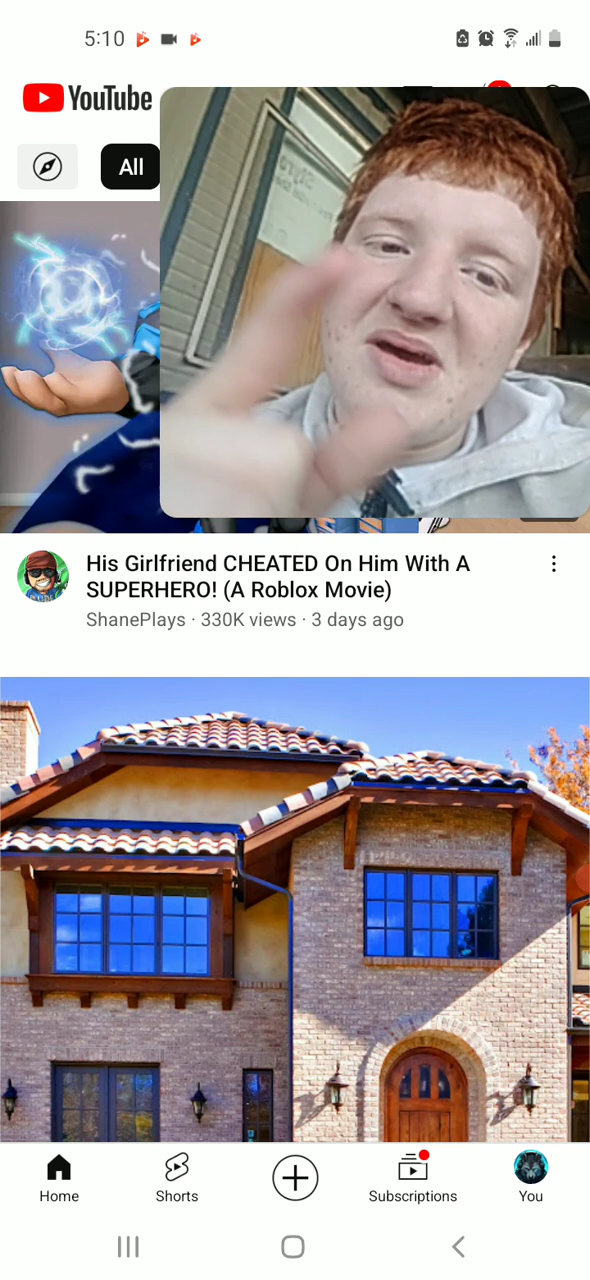 5:10
YouTube
All
His Girlfriend CHEATED On Him With A
SUPERHERO! (A Roblox Movie)
ShanePlays · 330K views · 3 days ago
Home
Shorts
Subscriptions
You